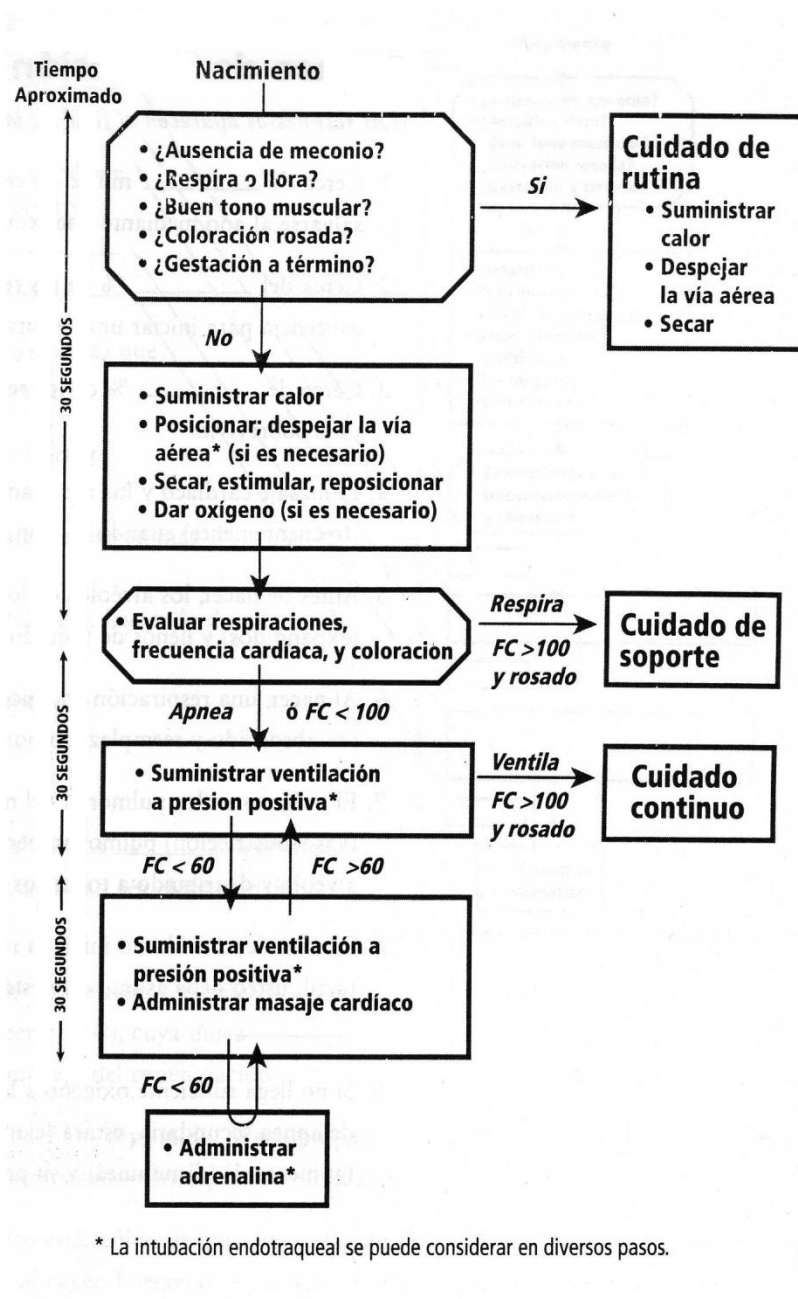 Tiempo
Aproximado
Nacimiento
• ¿Ausencia de meconio?
• ¿Respira o llora?
• ¿Buen tono muscular?
• ¿Coloración rosada?
• ¿Gestación a término?
Si
Cuidado de
rutina
• Suministrar
calor
• Despejar
la vía aérea
• Secar
No
30 SEGUNDOS
• Suministrar calor
• Posicionar; despejar la vía
aérea* (si es necesario)
• Secar, estimular, reposicionar
• Dar oxígeno (si es necesario)
• Evaluar respiraciones,
frecuencia cardíaca, y coloración
Respira
FC >100
y rosado
Cuidado de
soporte
Apnea ó FC < 100
30 SEGUNDOS
• Suministrar ventilación
a presion positiva*
Ventila
FC >100
y rosado
Cuidado
continuo
FC < 60 FC >60
30 SEGUNDOS
• Suministrar ventilación a
presión positiva*
• Administrar masaje cardíaco
FC < 60
• Administrar
adrenalina*
* La intubación endotraqueal se puede considerar en diversos pasos.